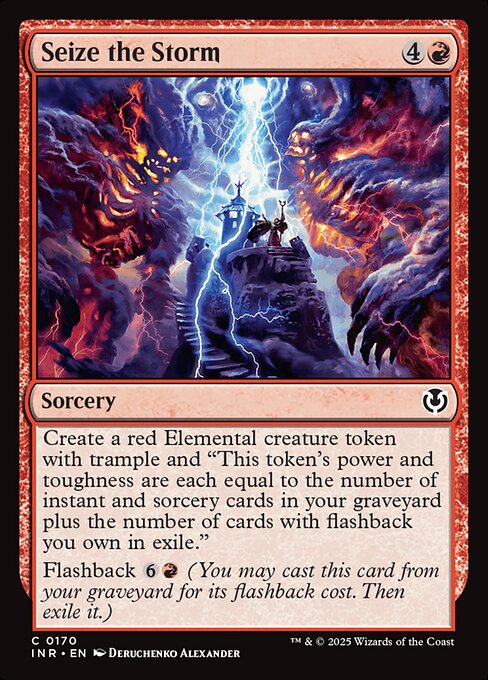 Seize the Storm 4
Sorcery
Create a red Elemental creature token
with trample and “This token’s power and
toughness are each equal to the number of
instant and sorcery cards in your graveyard
plus the number of cards with flashback
you own in exile.”
Flashback 6 (You may cast this card from
your graveyard for its flashback cost. Then
exile it.)
C 0170
INR • EN Deruchenko Alexander
™ & © 2025 Wizards of the Coast